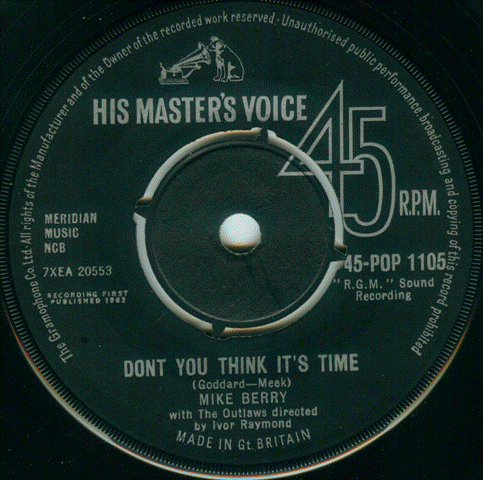 The Gramophone Co. Ltd. All rights of the Manufacturer and of the Owner of the recorded work reserved · Unauthorised public performance, broadcasting and copying of this record prohibited
HIS MASTER'S VOICE
45
R.P.M.
MERIDIAN
MUSIC
NCB
7XEA 20553
RECORDING FIRST
PUBLISHED 1962
45-POP 1105
"R.G.M." Sound
Recording
DONT YOU THINK IT'S TIME
(Goddard—Meek)
MIKE BERRY
with The Outlaws directed
by Ivor Raymond
MADE IN Gt. BRITAIN